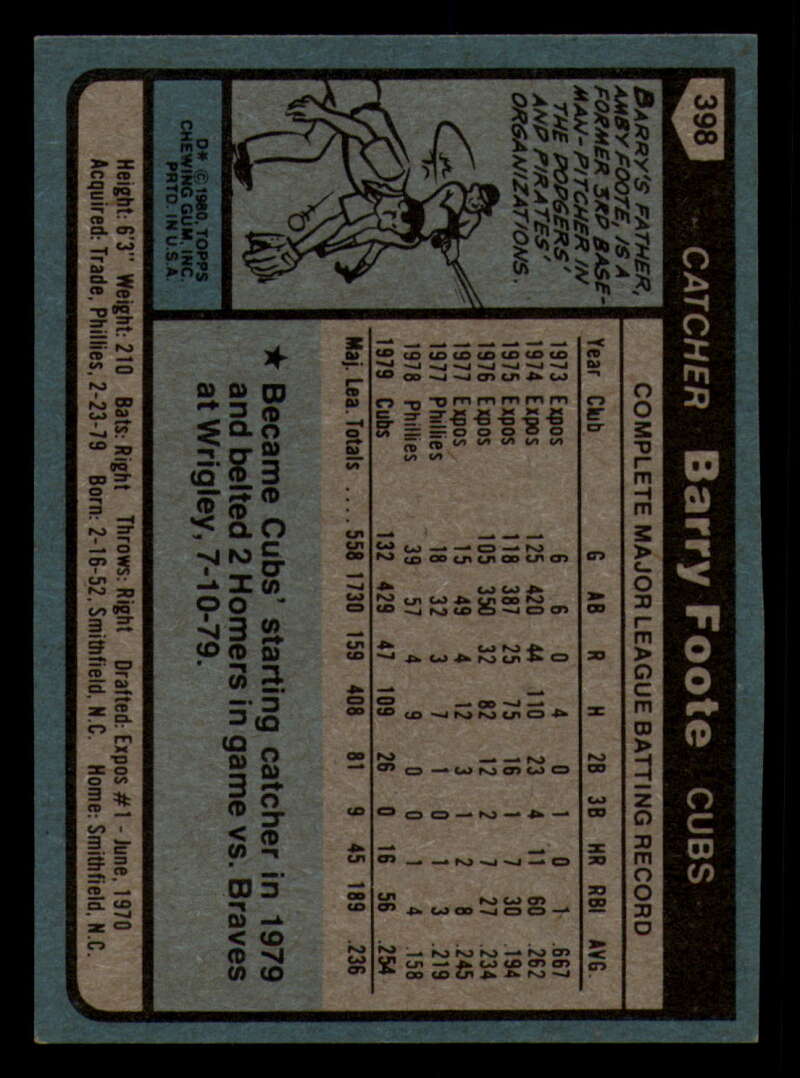 398
CATCHER Barry Foote CUBS
BARRY'S FATHER,
AMBY FOOTE, IS A
FORMER 3RD BASE-
MAN-PITCHER IN
THE DODGERS'
AND PIRATES'
ORGANIZATIONS.
D* © 1980, TOPPS
CHEWING GUM, INC.
PRTD. IN U.S.A.
COMPLETE MAJOR LEAGUE BATTING RECORD
Year Club G AB R H 2B 3B HR RBI AVG.
1973 Expos 6 6 0 4 0 1 0 1 .667
1974 Expos 125 420 44 110 23 4 11 60 .262
1975 Expos 118 387 25 75 16 1 7 30 .194
1976 Expos 105 350 32 82 12 2 7 27 .234
1977 Expos 15 49 4 12 3 1 2 8 .245
1977 Phillies 18 32 3 7 1 0 1 3 .219
1978 Phillies 39 57 4 9 0 0 1 4 .158
1979 Cubs 132 429 47 109 26 0 16 56 .254
Maj. Lea. Totals .... 558 1730 159 408 81 9 45 189 .236
★ Became Cubs' starting catcher in 1979
and belted 2 Homers in game vs. Braves
at Wrigley, 7-10-79.
Height: 6'3" Weight: 210 Bats: Right Throws: Right Drafted: Expos #1 - June, 1970
Acquired: Trade, Phillies, 2-23-79 Born: 2-16-52, Smithfield, N.C. Home: Smithfield, N.C.